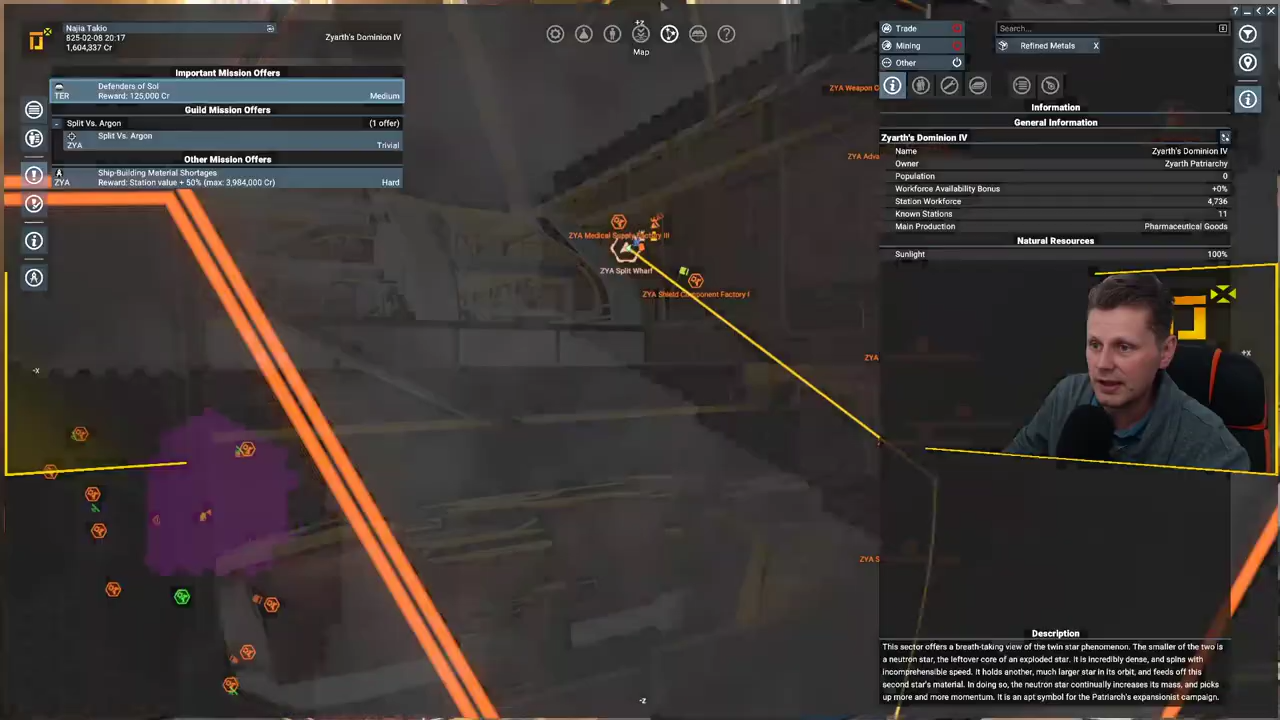 Najia Takio
825-02-08 20:17
1,604,337 Cr
Zyarth's Dominion IV
Important Mission Offers
Defenders of Sol
TER
Reward: 125,000 Cr
Medium
Guild Mission Offers
- Split Vs. Argon
(1 offer)
Split Vs. Argon
ZYA
Trivial
Other Mission Offers
Ship-Building Material Shortages
ZYA
Reward: Station value + 50% (max: 3,984,000 Cr)
Hard
+z
Map
-x
ZYA Medical Supply Factory III
ZYA Split Wharf
ZYA Shield Component Factory I
ZYA Weapon C
ZYA Adva
ZYA
ZYA S
-z
+x
Trade
Mining
Other
Search...
Refined Metals
X
Information
General Information
Zyarth's Dominion IV
Name
Zyarth's Dominion IV
Owner
Zyarth Patriarchy
Population
0
Workforce Availability Bonus
+0%
Station Workforce
4,736
Known Stations
11
Main Production
Pharmaceutical Goods
Natural Resources
Sunlight
100%
Description
This sector offers a breath-taking view of the twin star phenomenon. The smaller of the two is
a neutron star, the leftover core of an exploded star. It is incredibly dense, and spins with
incomprehensible speed. It holds another, much larger star in its orbit, and feeds off this
second star's material. In doing so, the neutron star continually increases its mass, and picks
up more and more momentum. It is an apt symbol for the Patriarch's expansionist campaign.